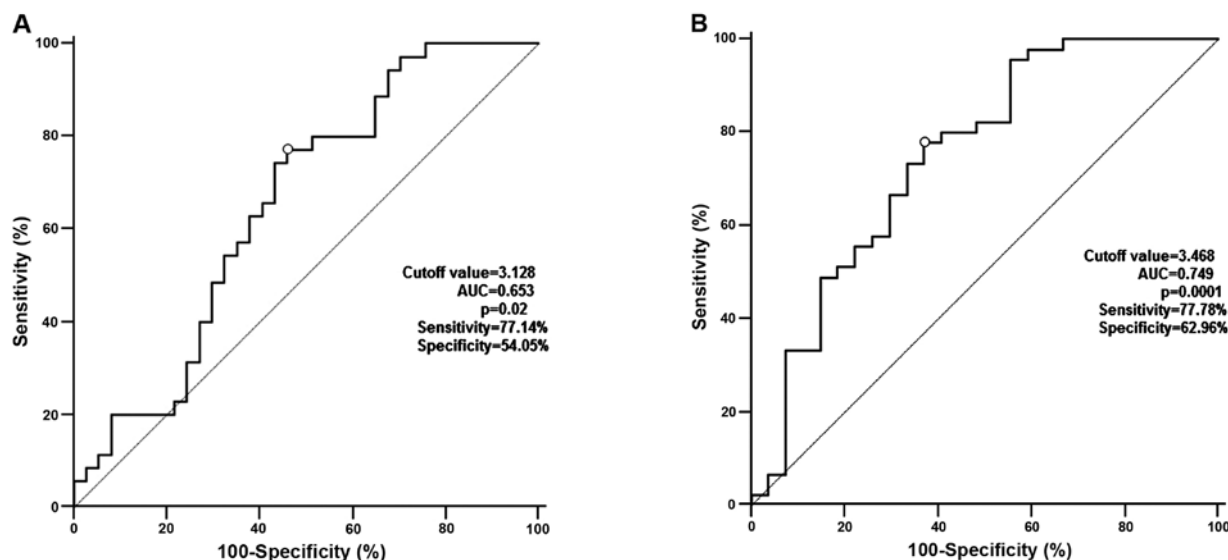 A
100
80
60
40
20
0
Sensitivity (%)
Cutoff value=3.128
AUC=0.653
p=0.02
Sensitivity=77.14%
Specificity=54.05%
0 20 40 60 80 100
100-Specificity (%)
B
100
80
60
40
20
0
Sensitivity (%)
Cutoff value=3.468
AUC=0.749
p=0.0001
Sensitivity=77.78%
Specificity=62.96%
0 20 40 60 80 100
100-Specificity (%)